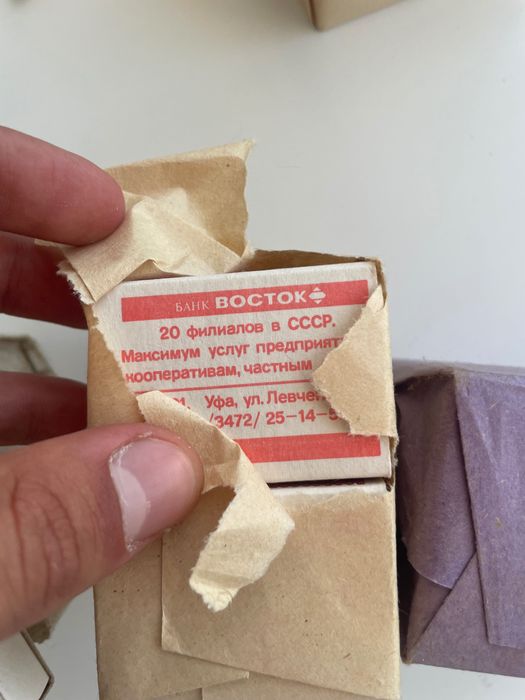 БАНК ВОСТОК
20 филиалов в СССР.
Максимум услуг
кооперативам, частным
Уфа, ул.
/3472/ 25-14-